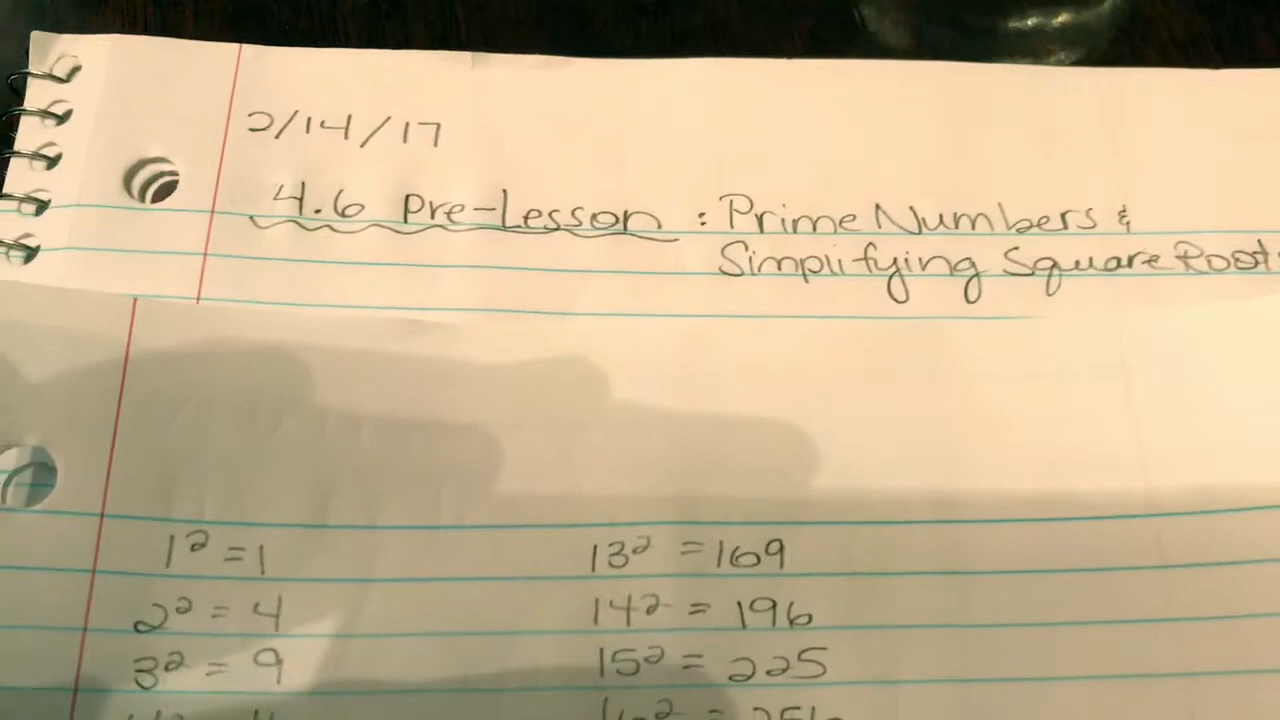 2/14/17
4.6 Pre-Lesson : Prime Numbers &
Simplifying Square Roots
1² = 1
13² = 169
2² = 4
14² = 196
3² = 9
15² = 225